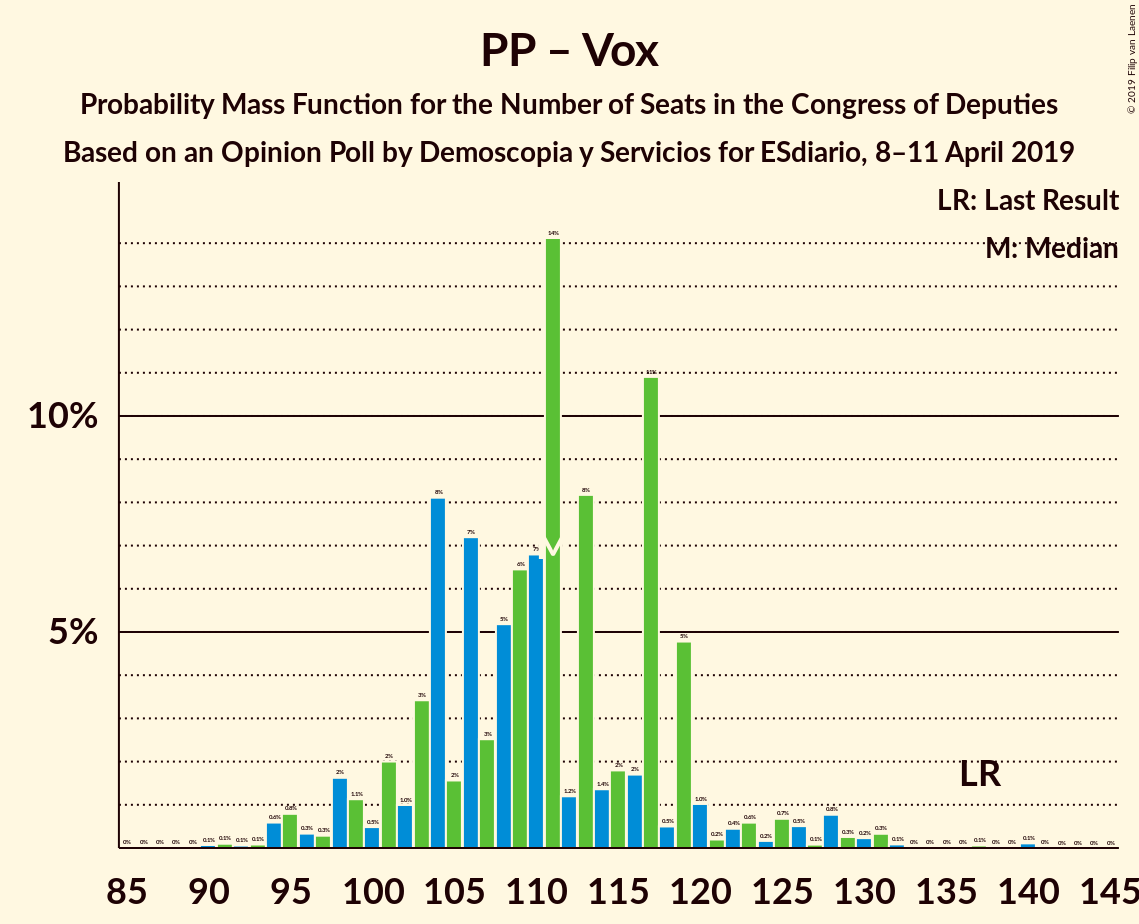 PP – Vox
Probability Mass Function for the Number of Seats in the Congress of Deputies
Based on an Opinion Poll by Demoscopia y Servicios for ESdiario, 8–11 April 2019
© 2019 Filip van Laenen
LR: Last Result
M: Median
10%
5%
0% 0% 0% 0% 0% 0.1% 0.1% 0.1% 0.1% 0.6% 0.8% 0.3% 0.3% 2% 1.1% 0.5% 2% 1.0% 3% 8% 2% 7% 3% 5% 6% 7% 14% 1.2% 8% 1.4% 2% 2% 11% 0.5% 5% 1.0% 0.2% 0.4% 0.6% 0.2% 0.7% 0.5% 0.1% 0.8% 0.3% 0.2% 0.3% 0.1% 0% 0% 0% 0% 0.1% 0% 0% 0.1% 0% 0% 0% 0% 0%
LR
85 90 95 100 105 110 115 120 125 130 135 140 145